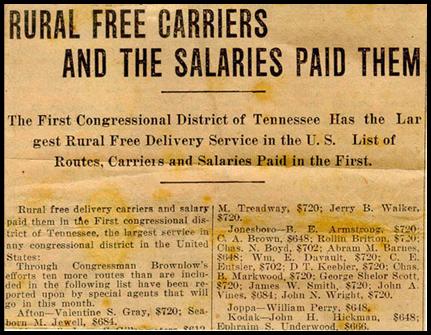 RURAL FREE CARRIERS
AND THE SALARIES PAID THEM
The First Congressional District of Tennessee Has the Lar
gest Rural Free Delivery Service in the U. S. List of
Routes, Carriers and Salaries Paid in the First.
Rural free delivery carriers and salary
paid them in the First congressional dis-
trict of Tennessee, the largest service in
any congressional district in the United
States:
Through Congressman Brownlow's
efforts ten more routes than are includ-
ed in the following list have been re-
ported upon by special agents that will
go in this month.
Afton—Valentine S. Gray, $720; Sea-
born M. Jewell, $684.
M. Treadway, $720; Jerry B. Walker,
$720.
Jonesboro—B. E. Armstrong, $720;
C. A. Brown, $648; Rollin Britton, $720;
Chas. X. Boyd, $702; Abram M. Barnes,
$648; Wm. E. Davault, $720; C. E.
Entsler, $702; D T. Keebler, $720; Chas.
B. Markwood, $720; George Shelor Scott,
$720; James W. Smith, $720; John A.
Vines, $684; John N. Wright, $720.
Joppa—William Perry, $648.
John H. Hickman, $648;
Ephraim S. Underwood, $666.